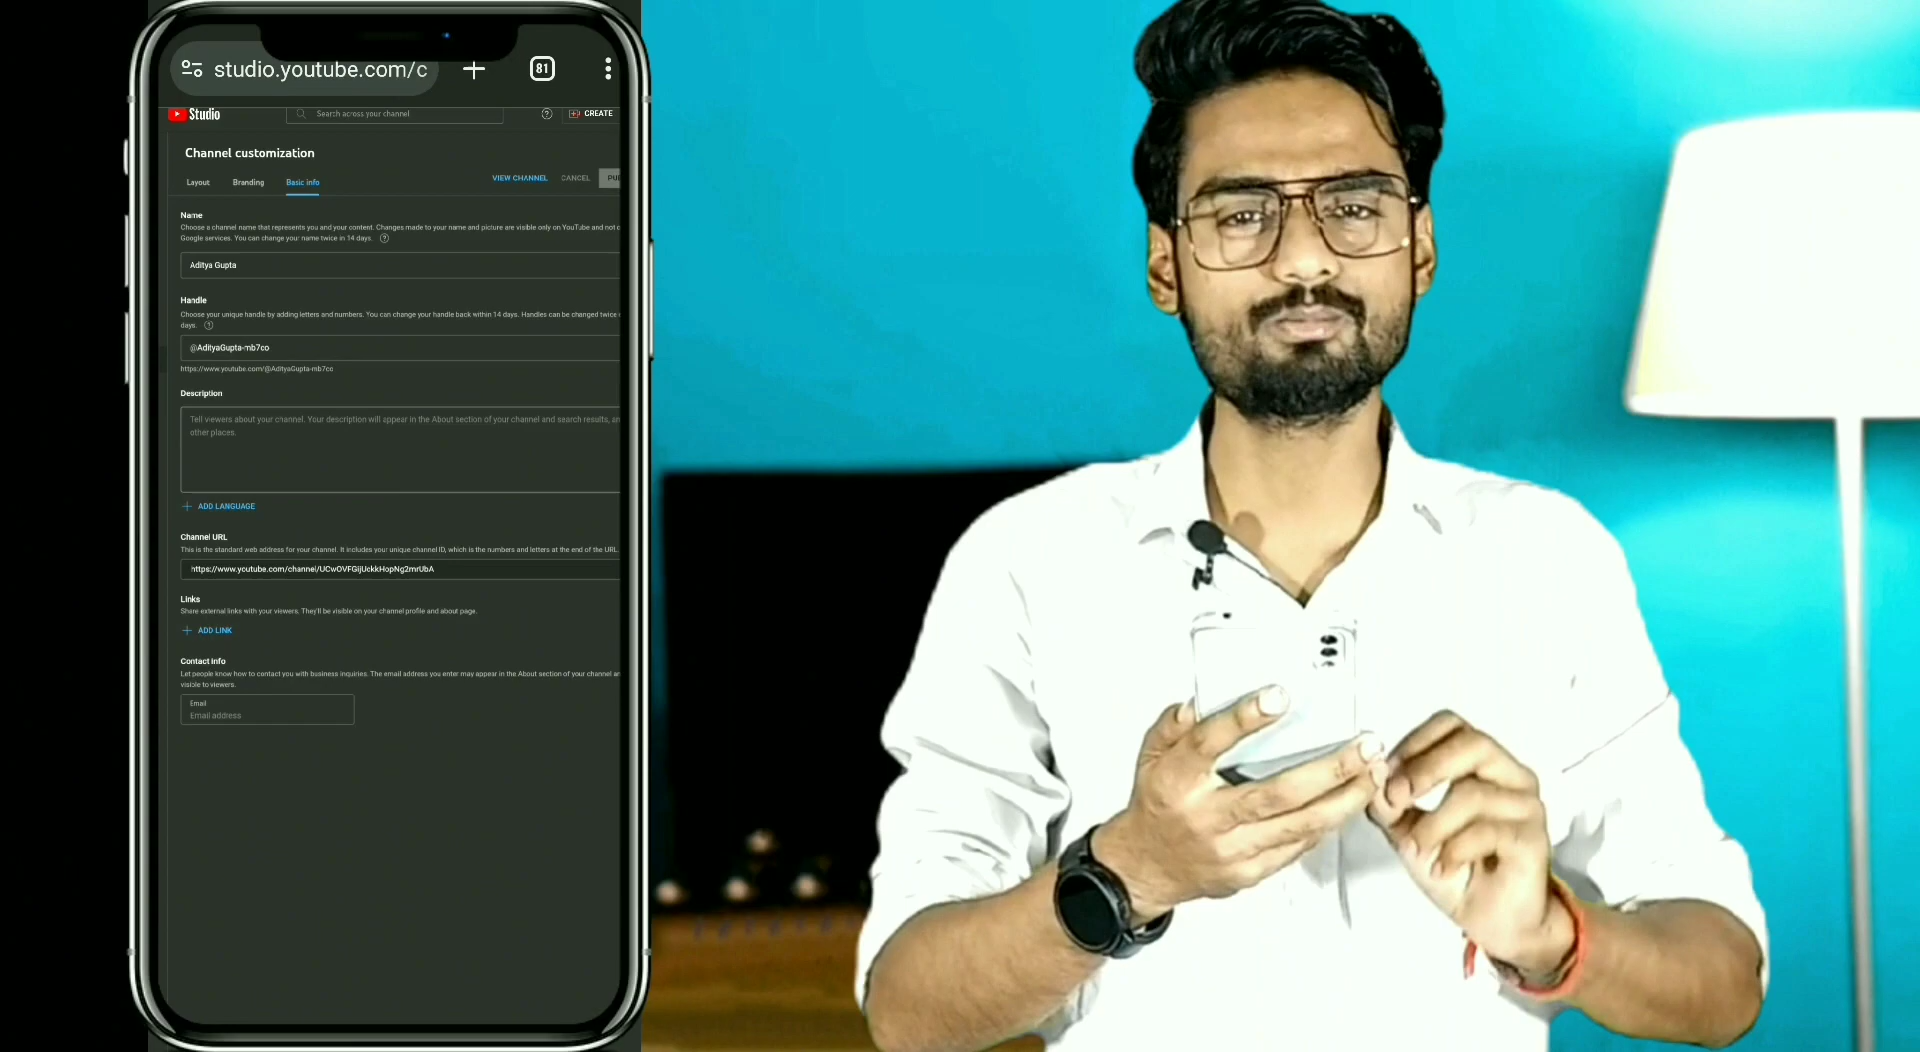 studio.youtube.com/c
81
Studio
Search across your channel
CREATE
Channel customization
Layout
Branding
Basic info
VIEW CHANNEL
CANCEL
Name
Choose a channel name that represents you and your content. Changes made to your name and picture are visible only on YouTube and not
Google services. You can change your name twice in 14 days.
Aditya Gupta
Handle
Choose your unique handle by adding letters and numbers. You can change your handle back within 14 days. Handles can be changed twice
days.
@AdityaGupta-mb7co
https://www.youtube.com/@AdityaGupta-mb7co
Description
Tell viewers about your channel. Your description will appear in the About section of your channel and search results,
other places.
ADD LANGUAGE
Channel URL
This is the standard web address for your channel. It includes your unique channel ID, which is the numbers and letters at the end of the URL.
Links
Share external links with your viewers. They'll be visible on your channel profile and about page.
ADD LINK
Contact info
Let people know how to contact you with business inquiries. The email address you enter may appear in the About section of your channel
visible to viewers.
Email
Email address